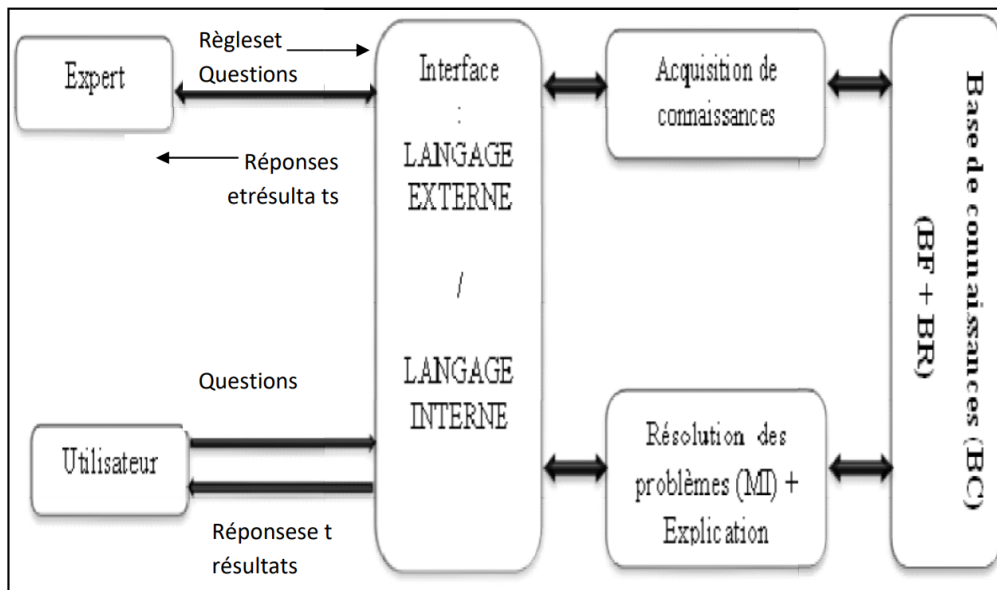 Expert
Règleset
Questions
Réponses
etrésulta ts
Interface
:
LANGAGE
EXTERNE
/
LANGAGE
INTERNE
Acquisition de
connaissances
Base de connaissances (BC)
(BF + BR)
Utilisateur
Questions
Réponsese t
résultats
Résolution des
problèmes (MI) +
Explication